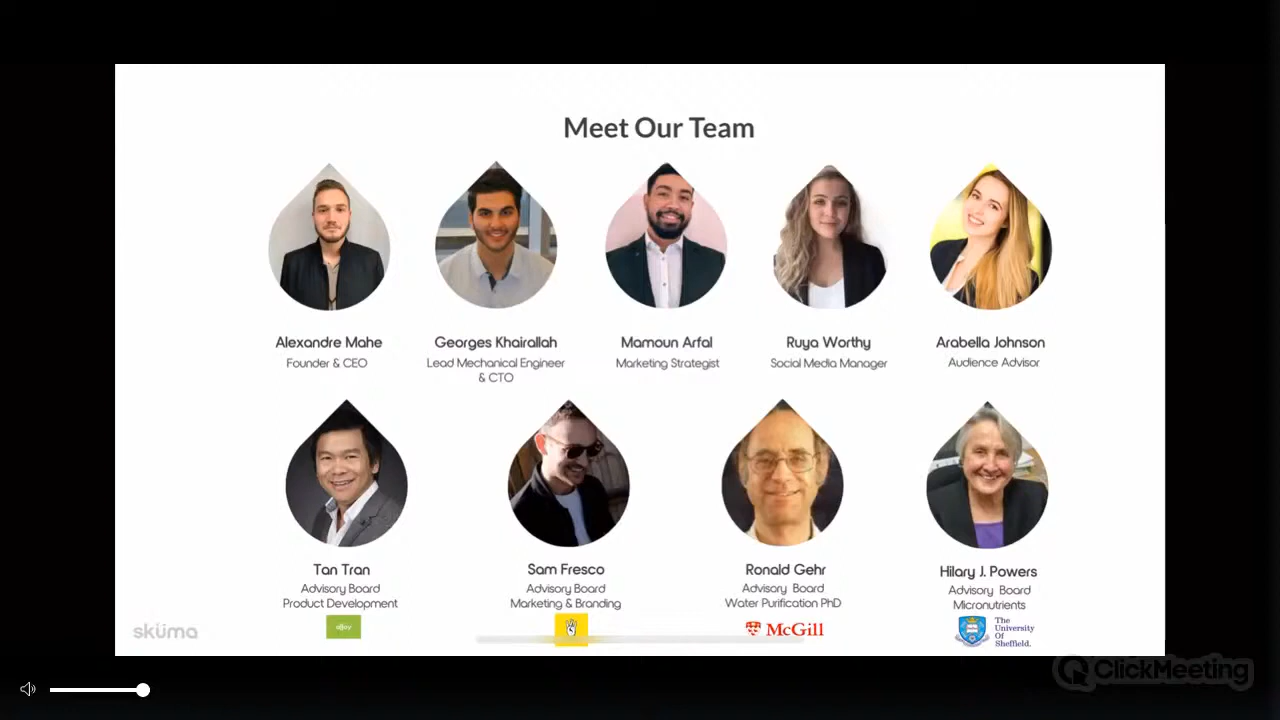 Meet Our Team
Alexandre Mahe
Founder & CEO
Georges Khairallah
Lead Mechanical Engineer
& CTO
Mamoun Arfal
Marketing Strategist
Ruya Worthy
Social Media Manager
Arabella Johnson
Audience Advisor
Tan Tran
Advisory Board
Product Development
Sam Fresco
Advisory Board
Marketing & Branding
Ronald Gehr
Advisory Board
Water Purification PhD
McGill
Hilary J. Powers
Advisory Board
Micronutrients
The
University
Of
Sheffield.
sküma
ClickMeeting